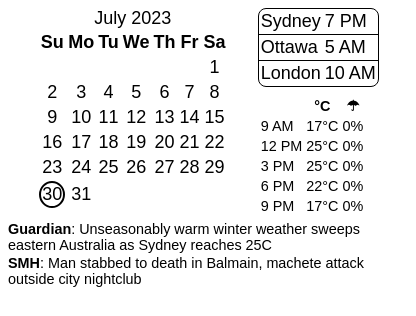 July 2023
Su Mo Tu We Th Fr Sa
1
2 3 4 5 6 7 8
9 10 11 12 13 14 15
16 17 18 19 20 21 22
23 24 25 26 27 28 29
30 31
Sydney 7 PM
Ottawa 5 AM
London 10 AM
°C ☂
9 AM 17°C 0%
12 PM 25°C 0%
3 PM 25°C 0%
6 PM 22°C 0%
9 PM 17°C 0%
Guardian: Unseasonably warm winter weather sweeps
eastern Australia as Sydney reaches 25C
SMH: Man stabbed to death in Balmain, machete attack
outside city nightclub